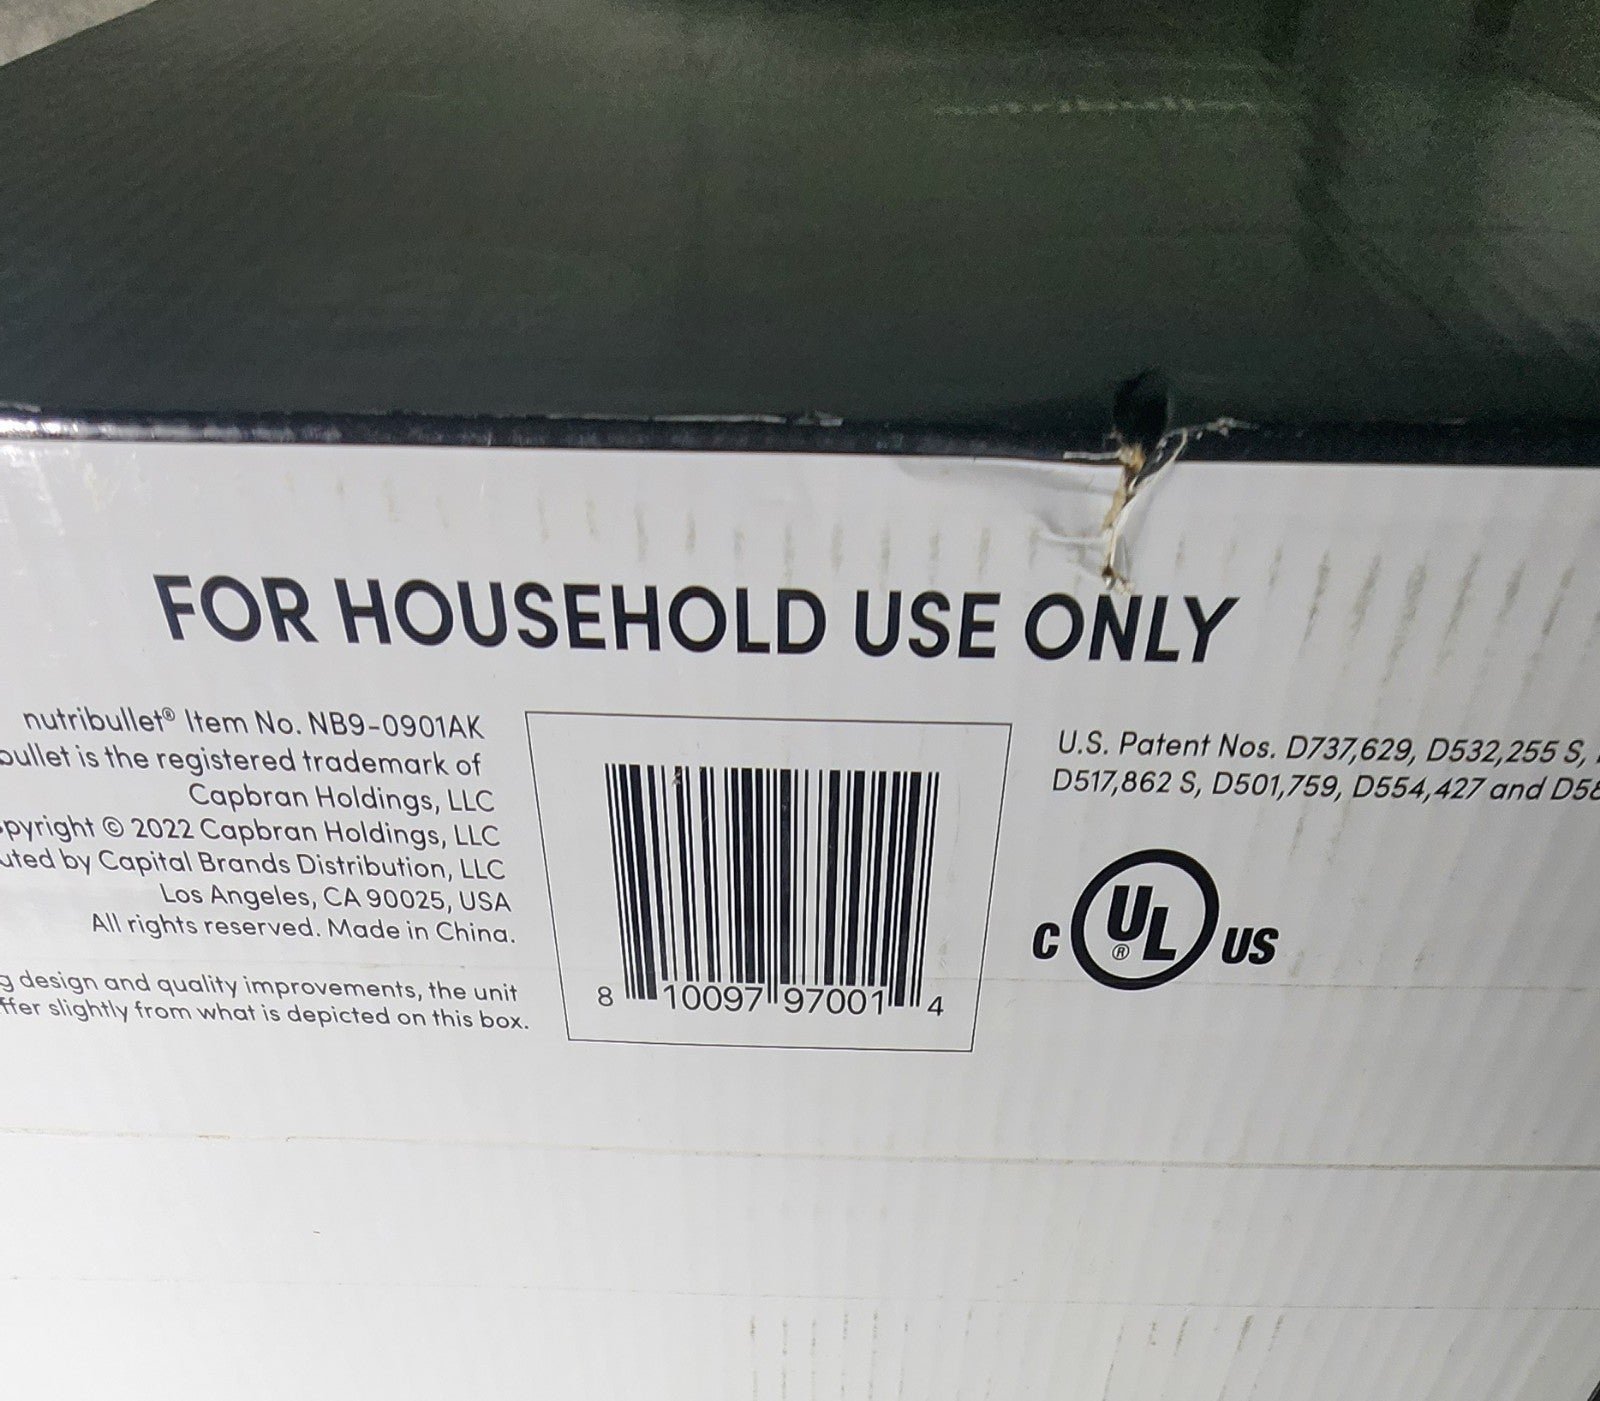 FOR HOUSEHOLD USE ONLY
nutribullet® Item No. NB9-0901AK
bullet is the registered trademark of
Capbran Holdings, LLC
pyright © 2022 Capbran Holdings, LLC
uted by Capital Brands Distribution, LLC
Los Angeles, CA 90025, USA
All rights reserved. Made in China.
g design and quality improvements, the unit
ffer slightly from what is depicted on this box.
8 10097 97001 4
U.S. Patent Nos. D737,629, D532,255 S,
D517,862 S, D501,759, D554,427 and D58
C UL® US